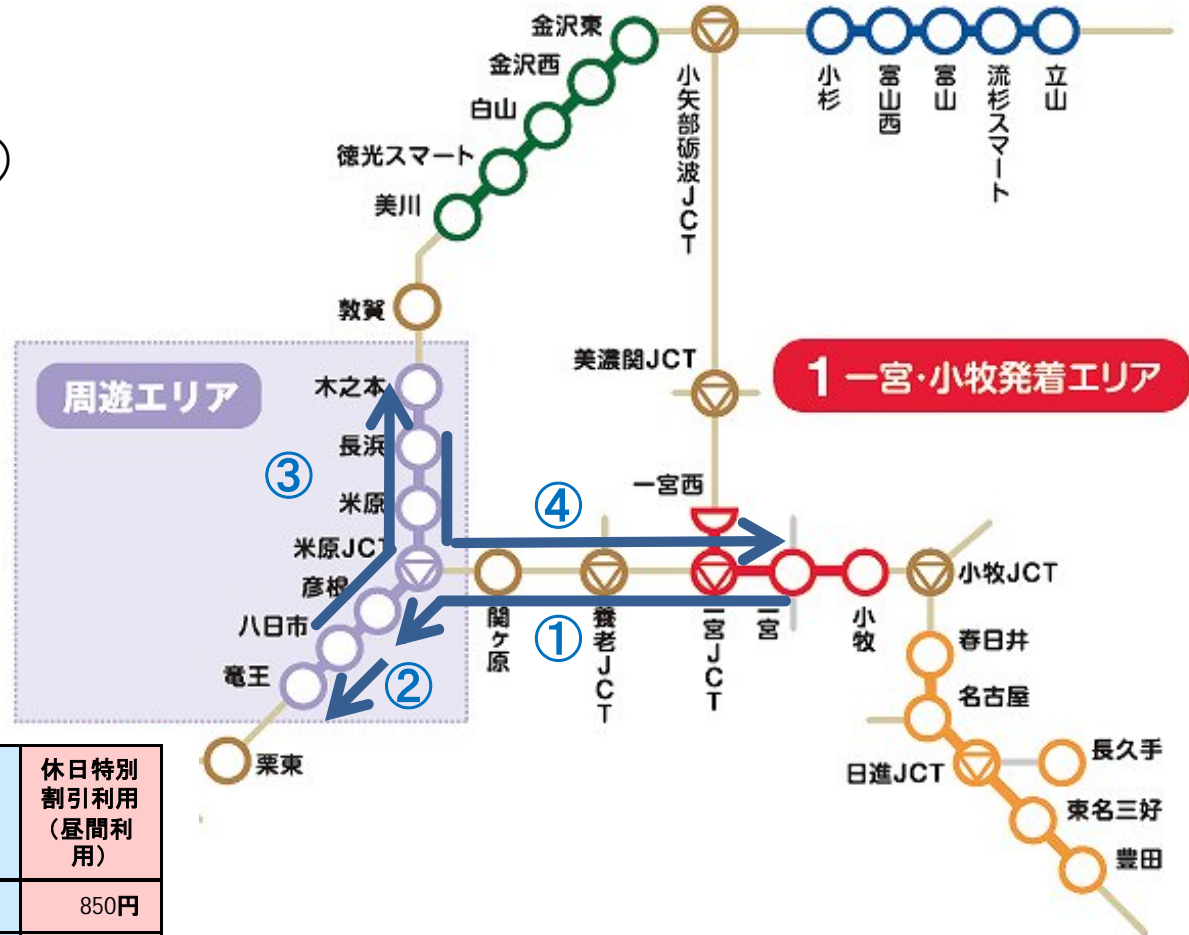 金沢東
金沢西
白山
徳光スマート
美川
小矢部砺波JCT
小杉
富山西
富山
流杉スマート
立山
敦賀
周遊エリア
木之本
長浜
米原
米原JCT
彦根
八日市
竜王
栗東
美濃関JCT
1 一宮・小牧発着エリア
一宮西
③
④
①
②
関ヶ原
養老JCT
一宮JCT
一宮
小牧
小牧JCT
春日井
名古屋
日進JCT
長久手
東名三好
豊田
休日特別
割引利用
（昼間利
用）
850円